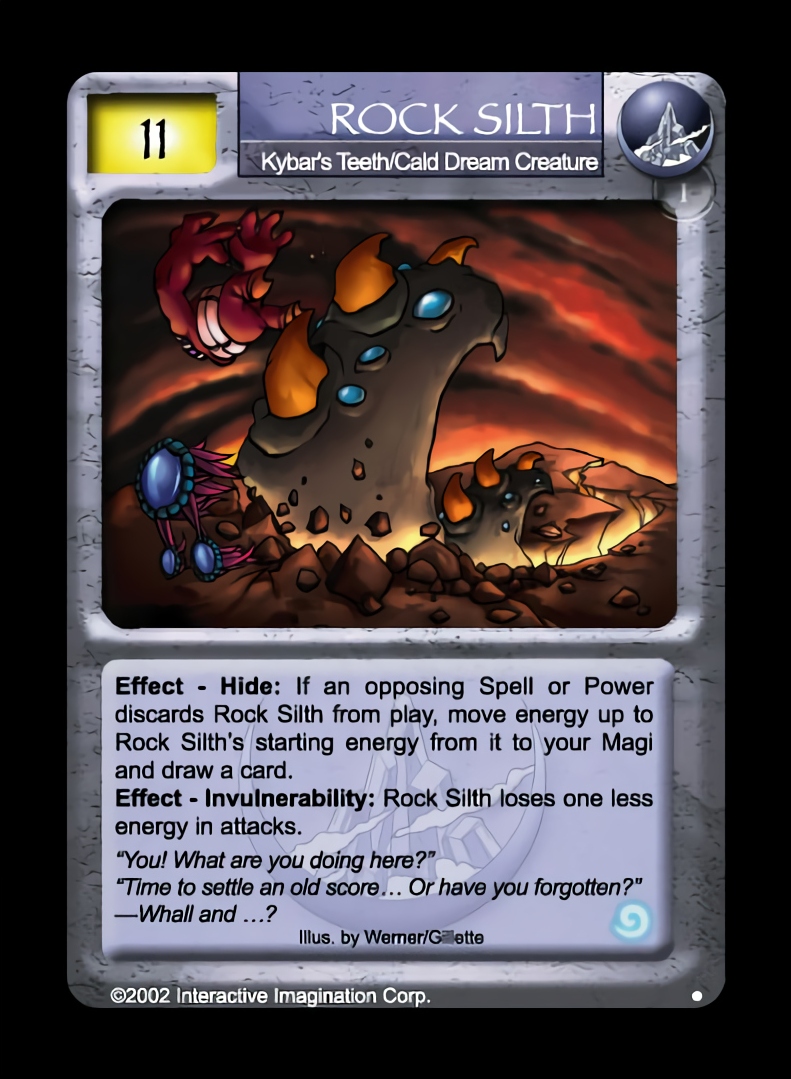 11
ROCK SILTH
Kybar's Teeth/Cald Dream Creature
1
Effect - Hide: If an opposing Spell or Power
discards Rock Silth from play, move energy up to
Rock Silth's starting energy from it to your Magi
and draw a card.
Effect - Invulnerability: Rock Silth loses one less
energy in attacks.
"You! What are you doing here?"
"Time to settle an old score… Or have you forgotten?"
—Whall and …?
Illus. by
©2002 Interactive Imagination Corp.